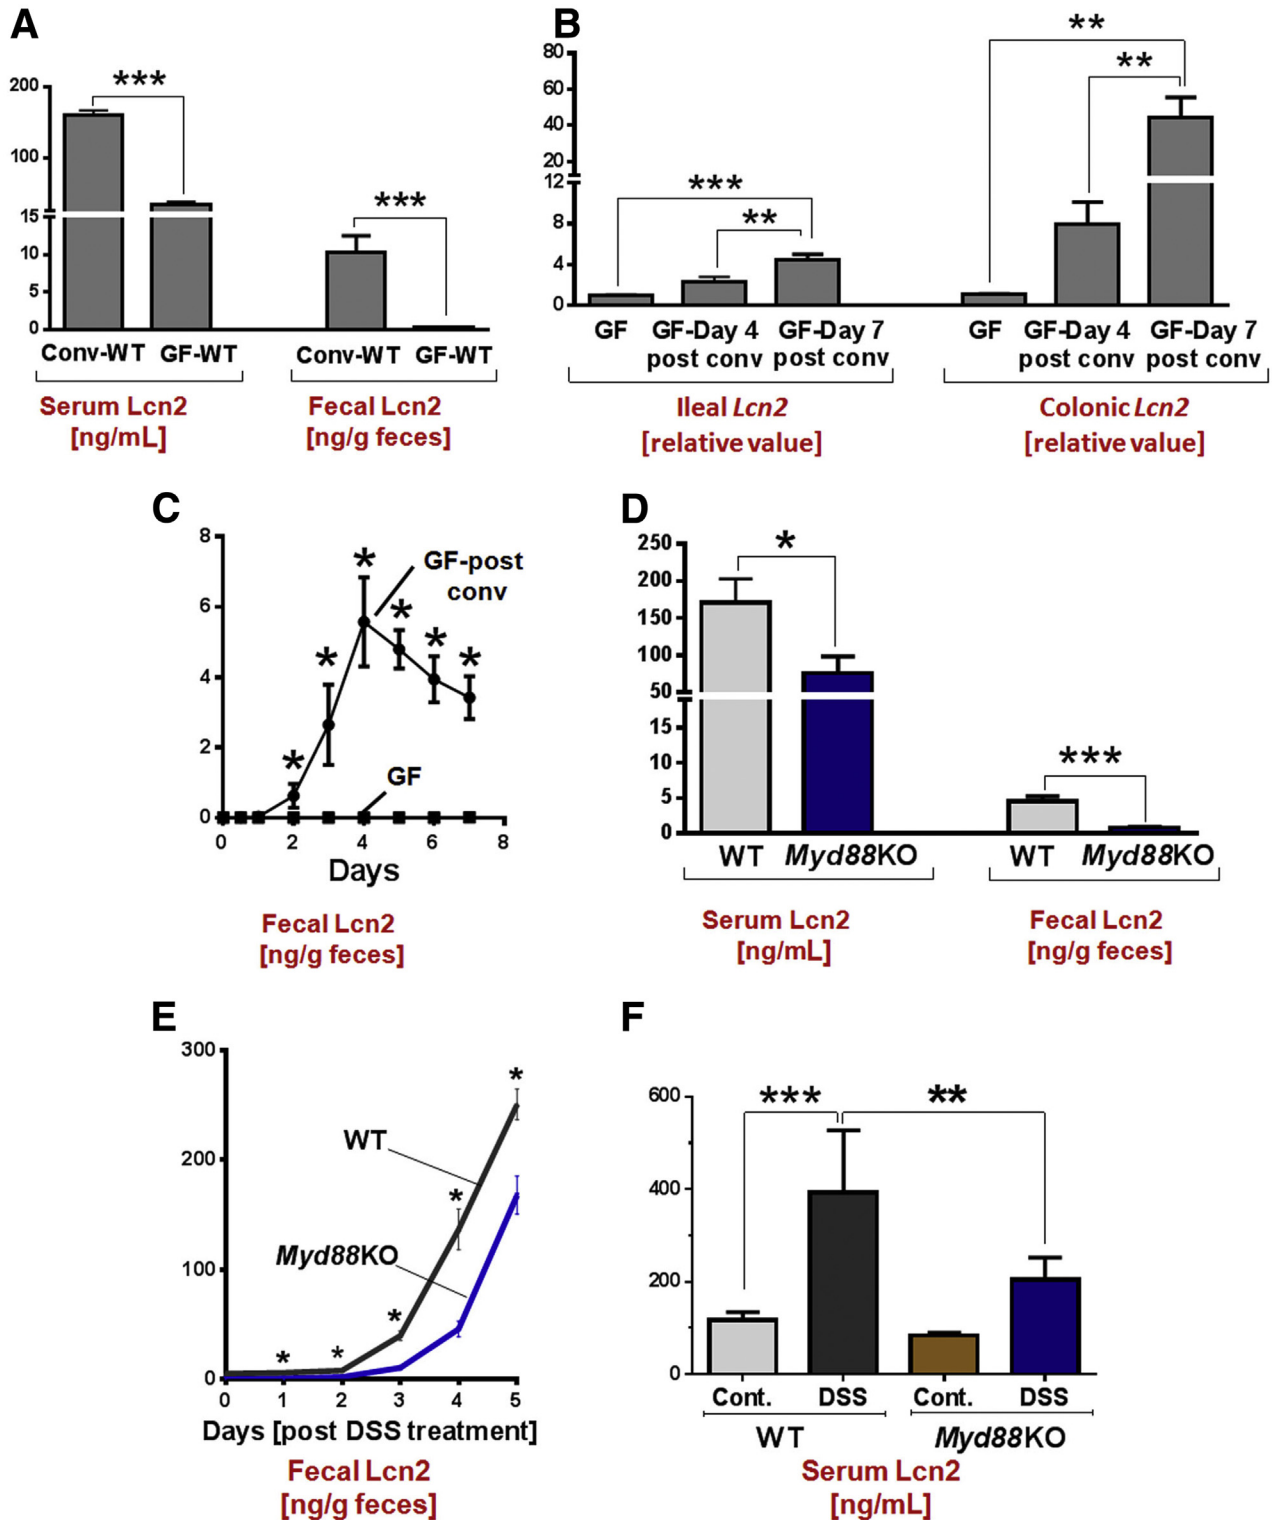 A
200
100
15
10
5
0
***
***
Conv-WT GF-WT Conv-WT GF-WT
Serum Lcn2
[ng/mL]
Fecal Lcn2
[ng/g feces]
B
80
60
40
20
12
8
4
0
***
**
**
**
GF GF-Day 4 GF-Day 7
post conv post conv
GF GF-Day 4 GF-Day 7
post conv post conv
Ileal Lcn2
[relative value]
Colonic Lcn2
[relative value]
C
8
6
4
2
0
* * * * * *
GF-post
conv
GF
0 2 4 6 8
Days
Fecal Lcn2
[ng/g feces]
D
250
200
150
100
50
15
10
5
0
*
***
WT Myd88KO WT Myd88KO
Serum Lcn2
[ng/mL]
Fecal Lcn2
[ng/g feces]
E
300
200
100
0
* * * * *
WT
Myd88KO
0 1 2 3 4 5
Days [post DSS treatment]
Fecal Lcn2
[ng/g feces]
F
600
400
200
0
*** **
Cont. DSS Cont. DSS
WT Myd88KO
Serum Lcn2
[ng/mL]